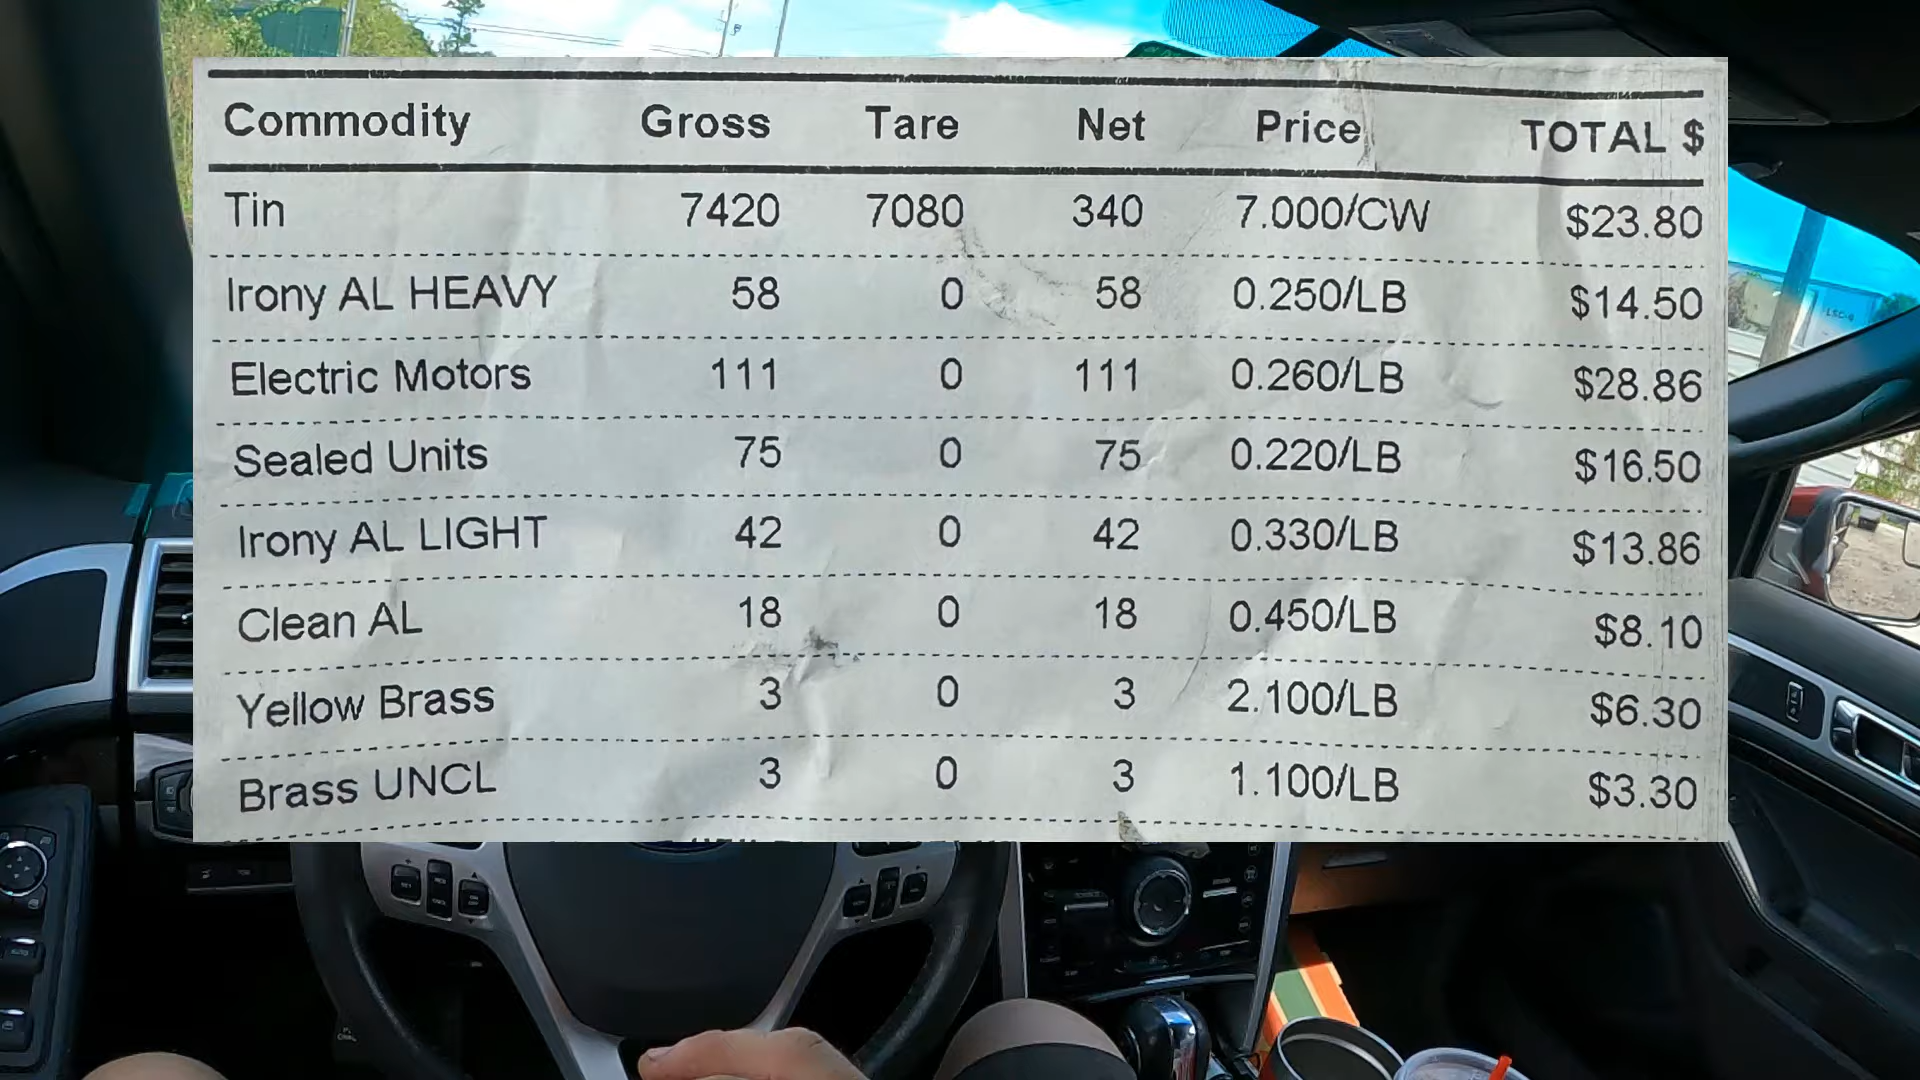 Commodity Gross Tare Net Price TOTAL $
Tin 7420 7080 340 7.000/CW $23.80
Irony AL HEAVY 58 0 58 0.250/LB $14.50
Electric Motors 111 0 111 0.260/LB $28.86
Sealed Units 75 0 75 0.220/LB $16.50
Irony AL LIGHT 42 0 42 0.330/LB $13.86
Clean AL 18 0 18 0.450/LB $8.10
Yellow Brass 3 0 3 2.100/LB $6.30
Brass UNCL 3 0 3 1.100/LB $3.30